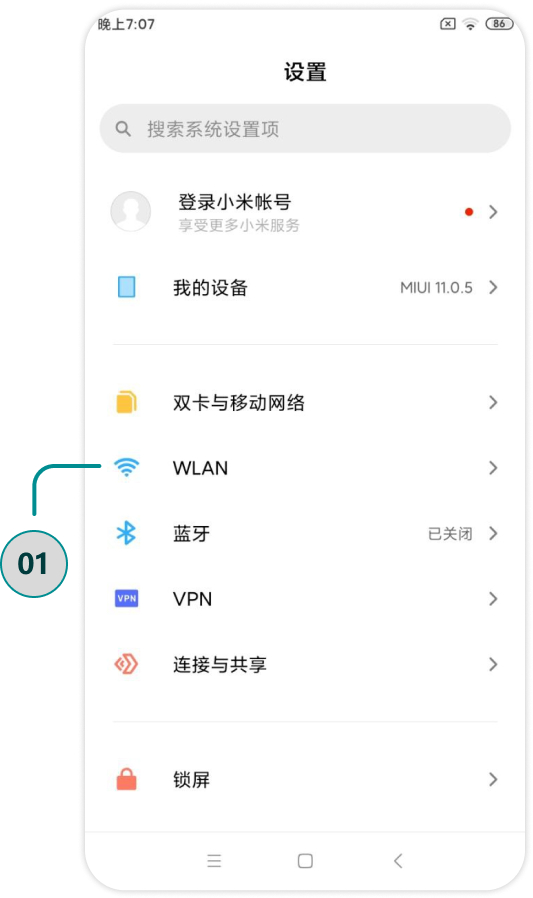 晚上7:07
86
设置
搜索系统设置项
登录小米帐号
享受更多小米服务
我的设备
MIUI 11.0.5
双卡与移动网络
WLAN
蓝牙
已关闭
01
VPN
VPN
连接与共享
锁屏